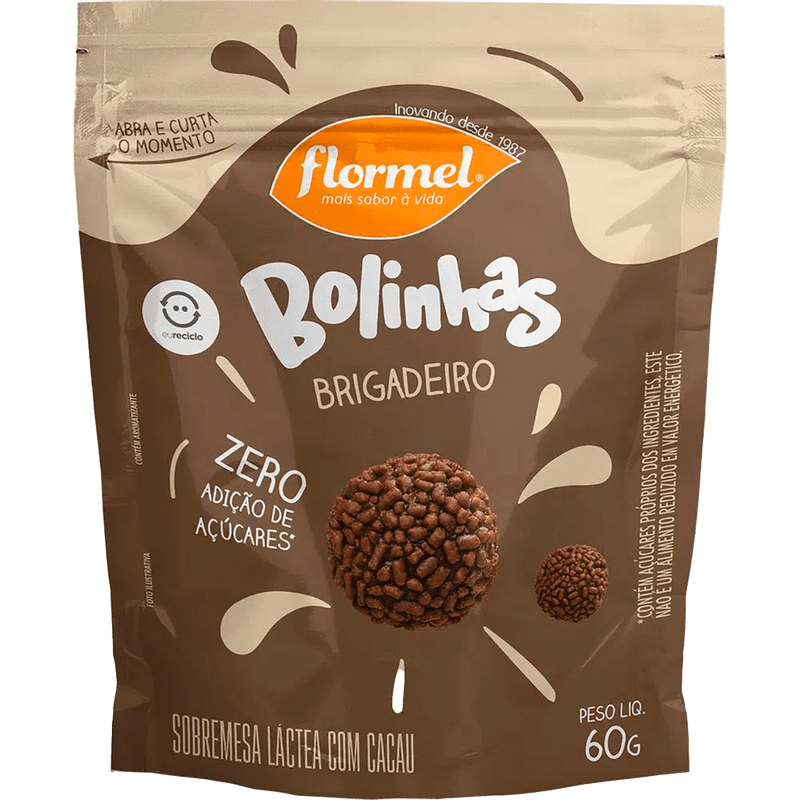 ABRA E CURTA
O MOMENTO
Inovando desde 1987
flormel®
mais sabor à vida
Bolinhas
BRIGADEIRO
eureciclo
CONTÉM AROMATIZANTE
ZERO
ADIÇÃO DE
AÇÚCARES*
FOTO ILUSTRATIVA
*CONTÉM AÇÚCARES PRÓPRIOS DOS INGREDIENTES, ESTE
NÃO É UM ALIMENTO REDUZIDO EM VALOR ENERGÉTICO.
SOBREMESA LÁCTEA COM CACAU
PESO LIQ.
60G